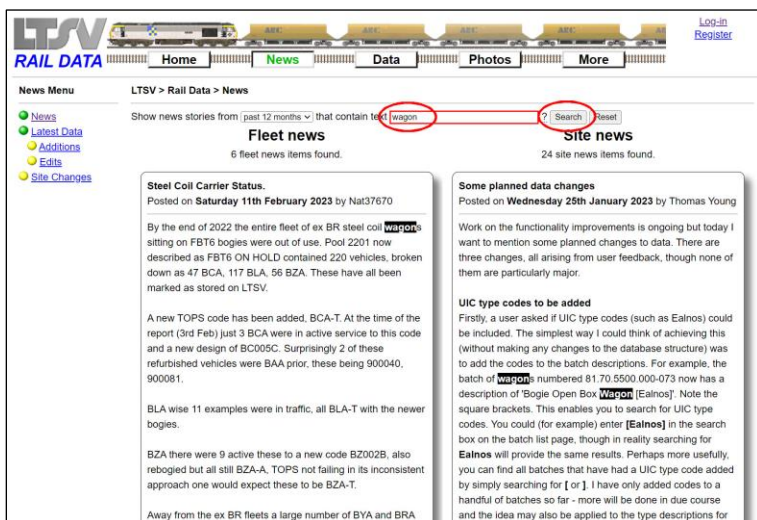 LTSV
RAIL DATA
Home
News
Data
Photos
More
Log-in
Register
News Menu
News
Latest Data
Additions
Edits
Site Changes
LTSV > Rail Data > News
Show news stories from past 12 months that contain text wagon ? Search Reset
Fleet news
6 fleet news items found.
Steel Coil Carrier Status.
Posted on Saturday 11th February 2023 by Nat37670
By the end of 2022 the entire fleet of ex BR steel coil wagons
sitting on FBT6 bogies were out of use. Pool 2201 now
described as FBT6 ON HOLD contained 220 vehicles, broken
down as 47 BCA, 117 BLA, 56 BZA. These have all been
marked as stored on LTSV.
A new TOPS code has been added, BCA-T. At the time of the
report (3rd Feb) just 3 BCA were in active service to this code
and a new design of BC005C. Surprisingly 2 of these
refurbished vehicles were BAA prior, these being 900040,
900081.
BLA wise 11 examples were in traffic, all BLA-T with the newer
bogies.
BZA there were 9 active these to a new code BZ002B, also
rebogied but all still BZA-A, TOPS not failing in its inconsistent
approach one would expect these to be BZA-T.
Away from the ex BR fleets a large number of BYA and BRA
Site news
24 site news items found.
Some planned data changes
Posted on Wednesday 25th January 2023 by Thomas Young
Work on the functionality improvements is ongoing but today I
want to mention some planned changes to data. There are
three changes, all arising from user feedback, though none of
them are particularly major.
UIC type codes to be added
Firstly, a user asked if UIC type codes (such as Ealnos) could
be included. The simplest way I could think of achieving this
(without making any changes to the database structure) was
to add the codes to the batch descriptions. For example, the
batch of wagons numbered 81.70.5500.000-073 now has a
description of 'Bogie Open Box Wagon [Ealnos]'. Note the
square brackets. This enables you to search for UIC type
codes. You could (for example) enter [Ealnos] in the search
box on the batch list page, though in reality searching for
Ealnos will provide the same results. Perhaps more usefully,
you can find all batches that have had a UIC type code added
by simply searching for [ or ]. I have only added codes to a
handful of batches so far - more will be done in due course
and the idea may also be applied to the type descriptions for